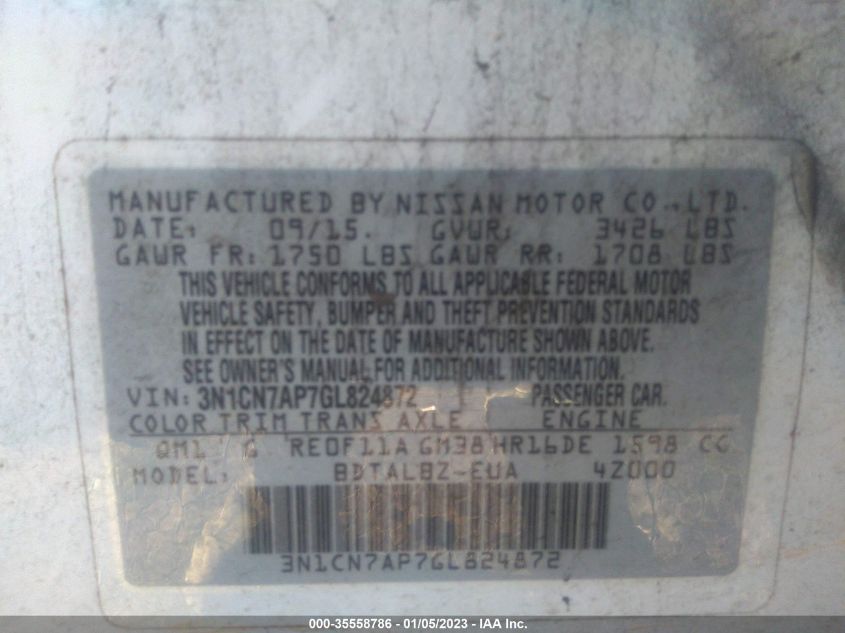 MANUFACTURED BY NISSAN MOTOR CO., LTD.
DATE: 09/15. GVWR: 3426 LBS
GAWR FR: 1750 LBS GAWR RR: 1708 LBS
THIS VEHICLE CONFORMS TO ALL APPLICABLE FEDERAL MOTOR
VEHICLE SAFETY, BUMPER AND THEFT PREVENTION STANDARDS
IN EFFECT ON THE DATE OF MANUFACTURE SHOWN ABOVE.
SEE OWNER'S MANUAL FOR ADDITIONAL INFORMATION.
VIN: 3N1CN7AP7GL824872 PASSENGER CAR.
COLOR TRIM TRANS AXLE ENGINE
QM1 G RE0F11A GM38 HR16DE 1598 CC
MODEL: BDTALBZ-EUA 4Z000
3N1CN7AP7GL824872
000-35558786 - 01/05/2023 - IAA Inc.